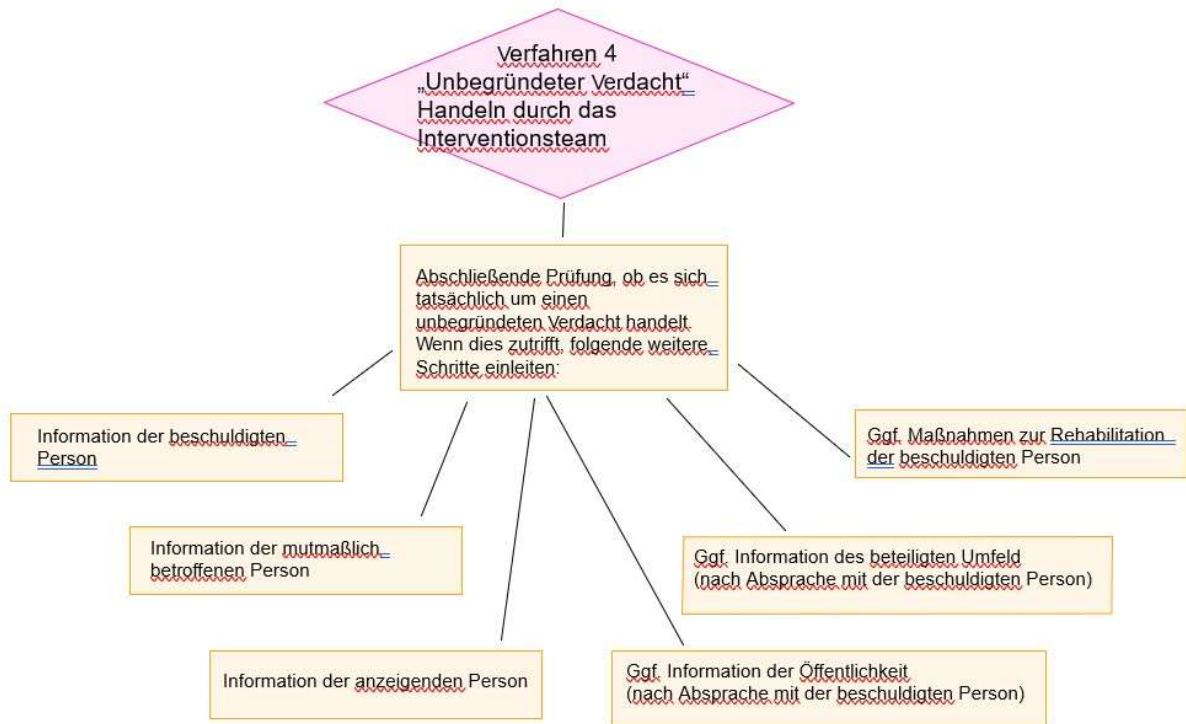 Verfahren 4
„Unbegründeter Verdacht“
Handeln durch das
Interventionsteam
Abschließende Prüfung, ob es sich
tatsächlich um einen
unbegründeten Verdacht handelt.
Wenn dies zutrifft, folgende weitere
Schritte einleiten:
Information der beschuldigten
Person
Information der mutmaßlich
betroffenen Person
Information der anzeigenden Person
Ggf. Information der Öffentlichkeit
(nach Absprache mit der beschuldigten Person)
Ggf. Information des beteiligten Umfeld
(nach Absprache mit der beschuldigten Person)
Ggf. Maßnahmen zur Rehabilitation
der beschuldigten Person